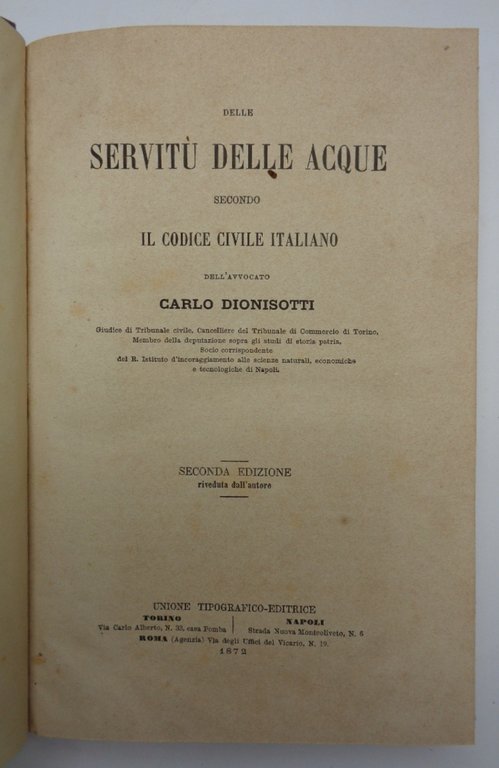 DELLE
SERVITÙ DELLE ACQUE
SECONDO
IL CODICE CIVILE ITALIANO
DELL'AVVOCATO
CARLO DIONISOTTI
Giudice di Tribunale civile, Cancelliere del Tribunale di Commercio di Torino,
Membro della deputazione sopra gli studi di storia patria,
Socio corrispondente
del R. Istituto d'incoraggiamento alle scienze naturali, economiche
e tecnologiche di Napoli.
SECONDA EDIZIONE
riveduta dall'autore
UNIONE TIPOGRAFICO-EDITRICE
TORINO
Via Carlo Alberto, N. 33, casa Pomba
NAPOLI
Strada Nuova Monteoliveto, N. 6
ROMA (Agenzia) Via degli Uffici del Vicario, N. 19.
1872